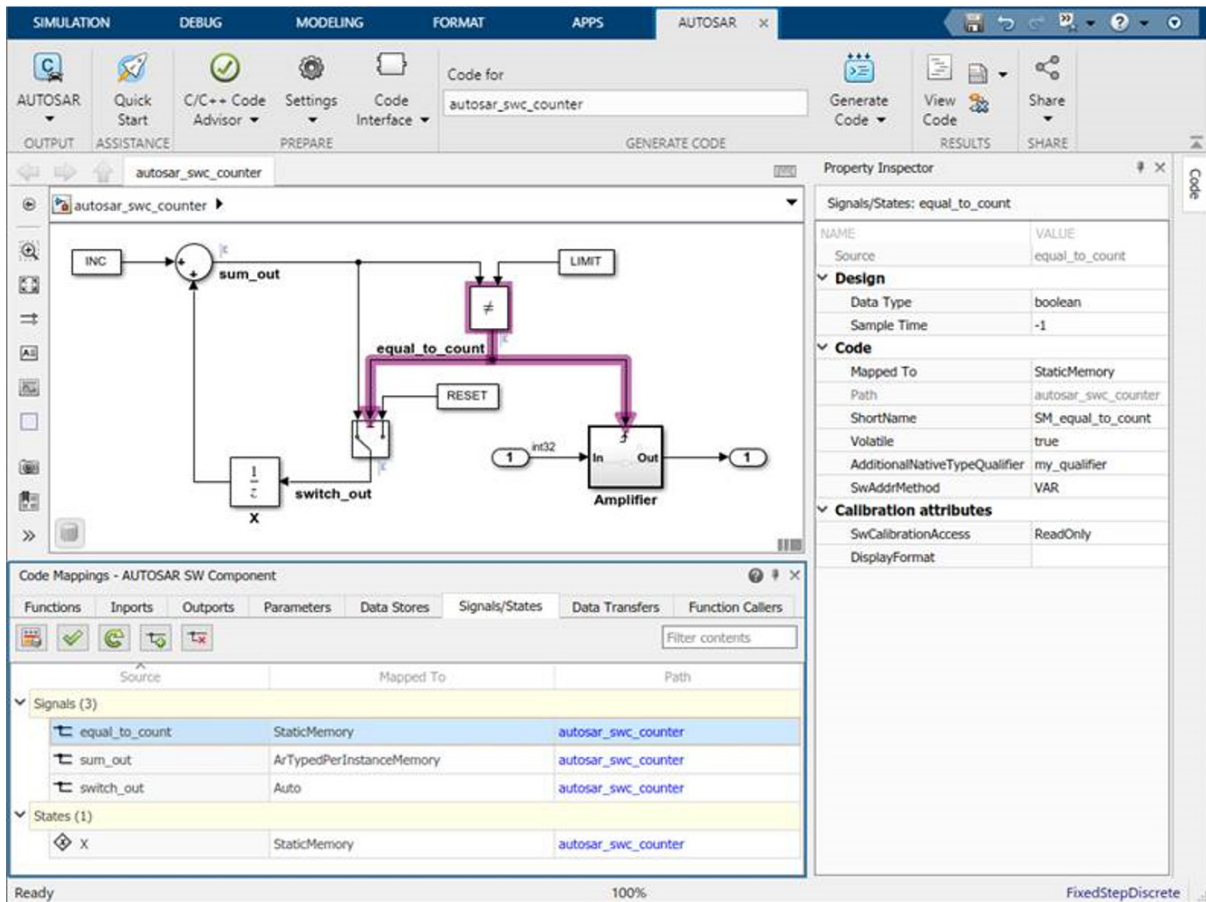 SIMULATION DEBUG MODELING FORMAT APPS AUTOSAR
AUTOSAR
Quick Start
C/C++ Code Advisor
Settings
Code Interface
Code for
autosar_swc_counter
Generate Code
View Code
Share
OUTPUT ASSISTANCE PREPARE GENERATE CODE RESULTS SHARE
autosar_swc_counter
autosar_swc_counter
INC
sum_out
LIMIT
≠
equal_to_count
RESET
1
int32
In Out
1
Amplifier
1
z
switch_out
X
Code Mappings - AUTOSAR SW Component
Functions Inports Outports Parameters Data Stores Signals/States Data Transfers Function Callers
Filter contents
Source Mapped To Path
Signals (3)
equal_to_count StaticMemory autosar_swc_counter
sum_out ArTypedPerInstanceMemory autosar_swc_counter
switch_out Auto autosar_swc_counter
States (1)
X StaticMemory autosar_swc_counter
Property Inspector
Code
Signals/States: equal_to_count
NAME VALUE
Source equal_to_count
Design
Data Type boolean
Sample Time -1
Code
Mapped To StaticMemory
Path autosar_swc_counter
ShortName SM_equal_to_count
Volatile true
AdditionalNativeTypeQualifier my_qualifier
SwAddrMethod VAR
Calibration attributes
SwCalibrationAccess ReadOnly
DisplayFormat
Ready 100% FixedStepDiscrete